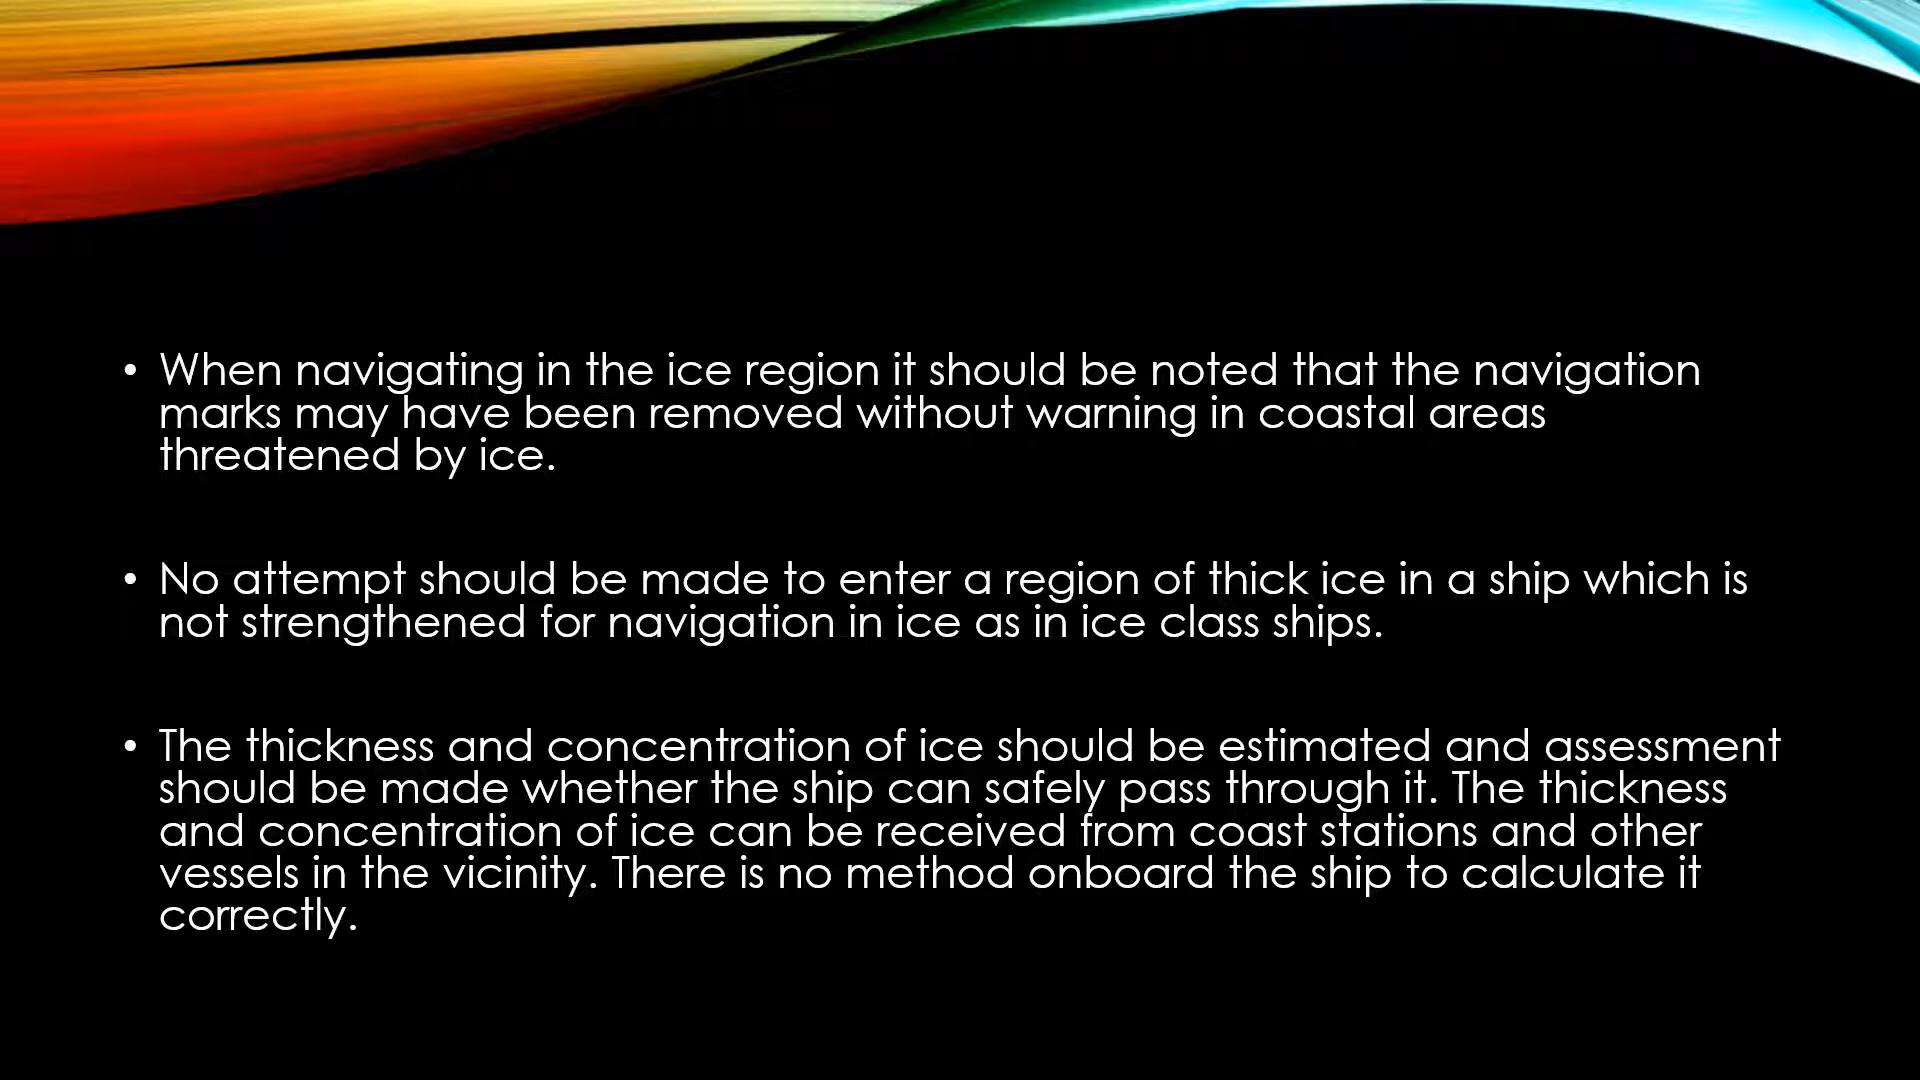 • When navigating in the ice region it should be noted that the navigation
marks may have been removed without warning in coastal areas
threatened by ice.
• No attempt should be made to enter a region of thick ice in a ship which is
not strengthened for navigation in ice as in ice class ships.
• The thickness and concentration of ice should be estimated and assessment
should be made whether the ship can safely pass through it. The thickness
and concentration of ice can be received from coast stations and other
vessels in the vicinity. There is no method onboard the ship to calculate it
correctly.